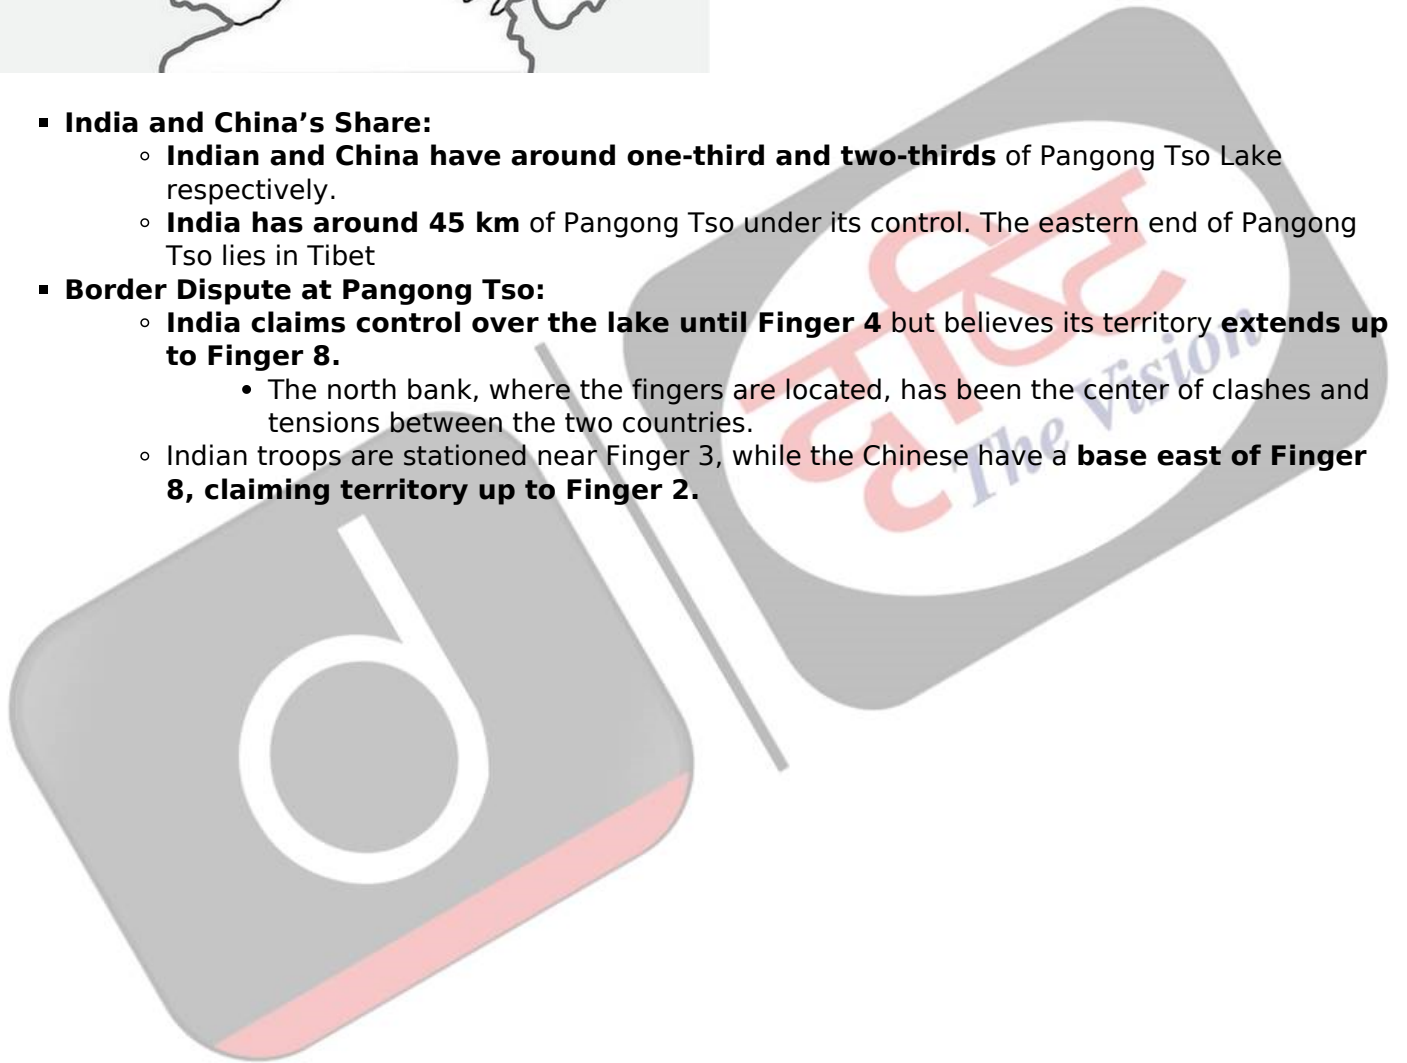 ▪ India and China’s Share:
◦ Indian and China have around one-third and two-thirds of Pangong Tso Lake
respectively.
◦ India has around 45 km of Pangong Tso under its control. The eastern end of Pangong
Tso lies in Tibet
▪ Border Dispute at Pangong Tso:
◦ India claims control over the lake until Finger 4 but believes its territory extends up
to Finger 8.
• The north bank, where the fingers are located, has been the center of clashes and
tensions between the two countries.
◦ Indian troops are stationed near Finger 3, while the Chinese have a base east of Finger
8, claiming territory up to Finger 2.
दृष्टि
The Vision
d